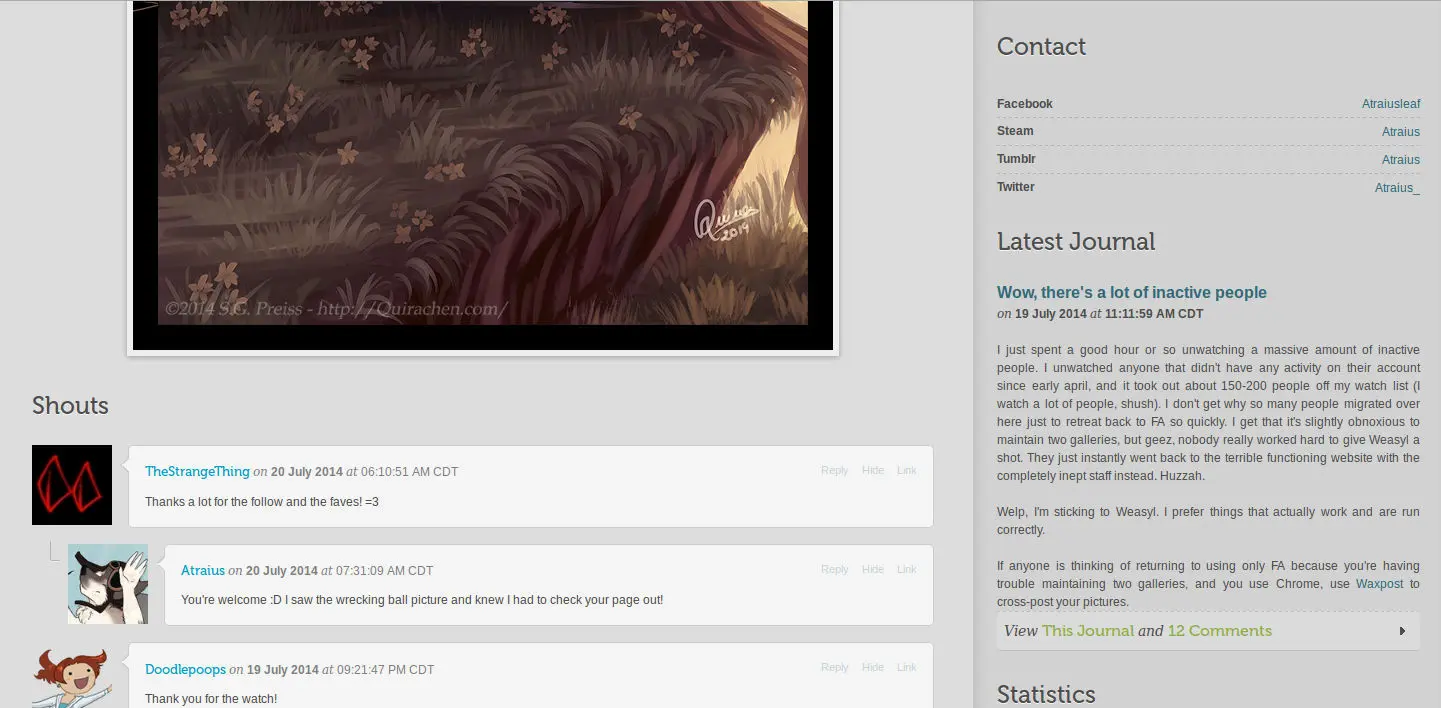 Quira
2014
©2014 S.G. Preiss - http://Quirachen.com/
Shouts
TheStrangeThing on 20 July 2014 at 06:10:51 AM CDT
Reply Hide Link
Thanks a lot for the follow and the faves! =3
Atraius on 20 July 2014 at 07:31:09 AM CDT
Reply Hide Link
You're welcome :D I saw the wrecking ball picture and knew I had to check your page out!
Doodlepoops on 19 July 2014 at 09:21:47 PM CDT
Reply Hide Link
Thank you for the watch!
Contact
Facebook Atraiusleaf
Steam Atraius
Tumblr Atraius
Twitter Atraius_
Latest Journal
Wow, there's a lot of inactive people
on 19 July 2014 at 11:11:59 AM CDT
I just spent a good hour or so unwatching a massive amount of inactive
people. I unwatched anyone that didn't have any activity on their account
since early april, and it took out about 150-200 people off my watch list (I
watch a lot of people, shush). I don't get why so many people migrated over
here just to retreat back to FA so quickly. I get that it's slightly obnoxious to
maintain two galleries, but geez, nobody really worked hard to give Weasyl a
shot. They just instantly went back to the terrible functioning website with the
completely inept staff instead. Huzzah.
Welp, I'm sticking to Weasyl. I prefer things that actually work and are run
correctly.
If anyone is thinking of returning to using only FA because you're having
trouble maintaining two galleries, and you use Chrome, use Waxpost to
cross-post your pictures.
View This Journal and 12 Comments
Statistics